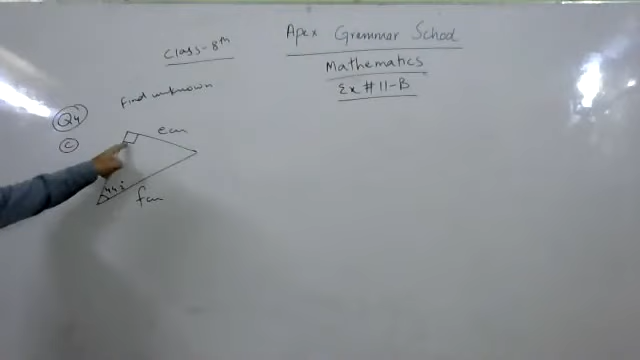 Apex Grammar School
Class-8th
Mathematics
Ex # 11-B
find unknown
Q4
C
e cm
f cm